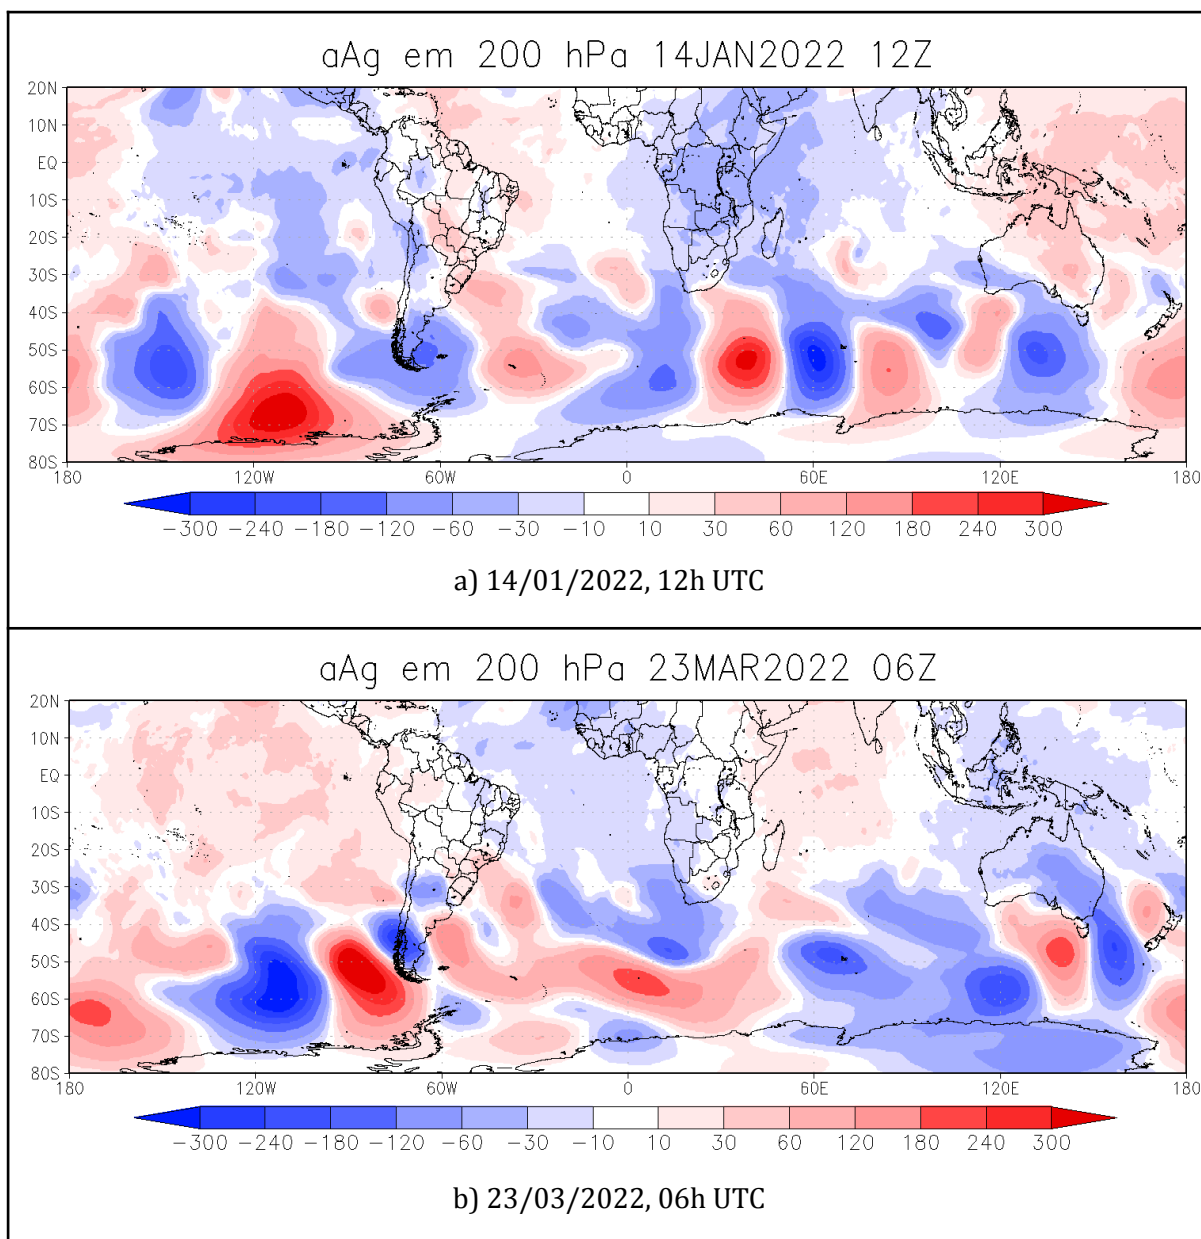 aAg em 200 hPa 14JAN2022 12Z
20N
10N
EQ
10S
20S
30S
40S
50S
60S
70S
80S
180 120W 60W 0 60E 120E 180
−300 −240 −180 −120 −60 −30 −10 10 30 60 120 180 240 300
a) 14/01/2022, 12h UTC
aAg em 200 hPa 23MAR2022 06Z
20N
10N
EQ
10S
20S
30S
40S
50S
60S
70S
80S
180 120W 60W 0 60E 120E 180
−300 −240 −180 −120 −60 −30 −10 10 30 60 120 180 240 300
b) 23/03/2022, 06h UTC